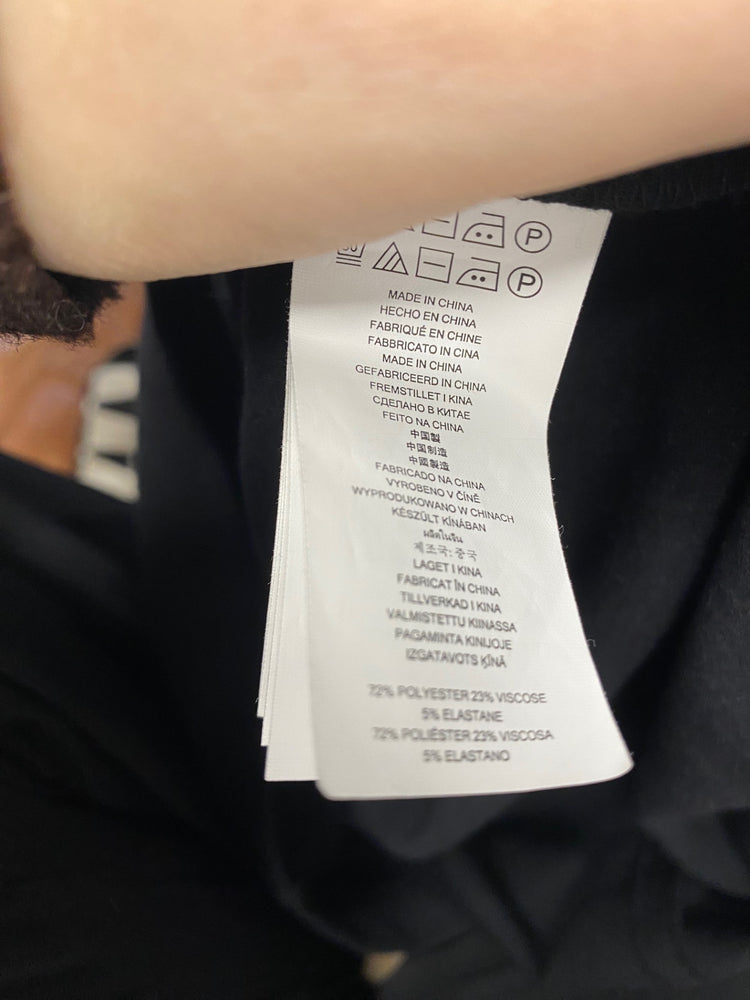 P
P
MADE IN CHINA
HECHO EN CHINA
FABRIQUÉ EN CHINE
FABBRICATO IN CINA
MADE IN CHINA
GEFABRICEERD IN CHINA
FREMSTILLET I KINA
СДЕЛАНО В КИТАЕ
FEITO NA CHINA
中国製
中国制造
中國製造
FABRICADO NA CHINA
VYROBENO V ČÍNĚ
WYPRODUKOWANO W CHINACH
KÉSZÜLT KÍNÁBAN
ผลิตในจีน
제조국: 중국
LAGET I KINA
FABRICAT ÎN CHINA
TILLVERKAD I KINA
VALMISTETTU KIINASSA
PAGAMINTA KINIJOJE
IZGATAVOTS ĶĪNĀ
72% POLYESTER 23% VISCOSE
5% ELASTANE
72% POLIÉSTER 23% VISCOSA
5% ELASTANO